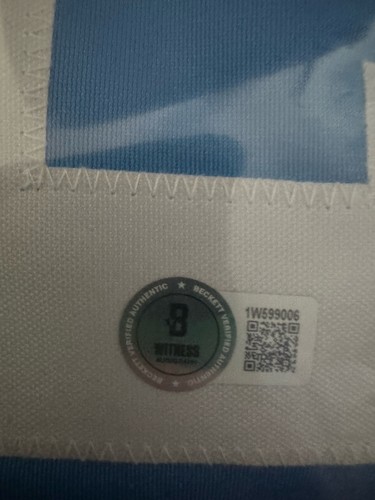 BECKETT VERIFIED AUTHENTIC ★ BECKETT VERIFIED AUTHENTIC ★
B
WITNESS
1W599006